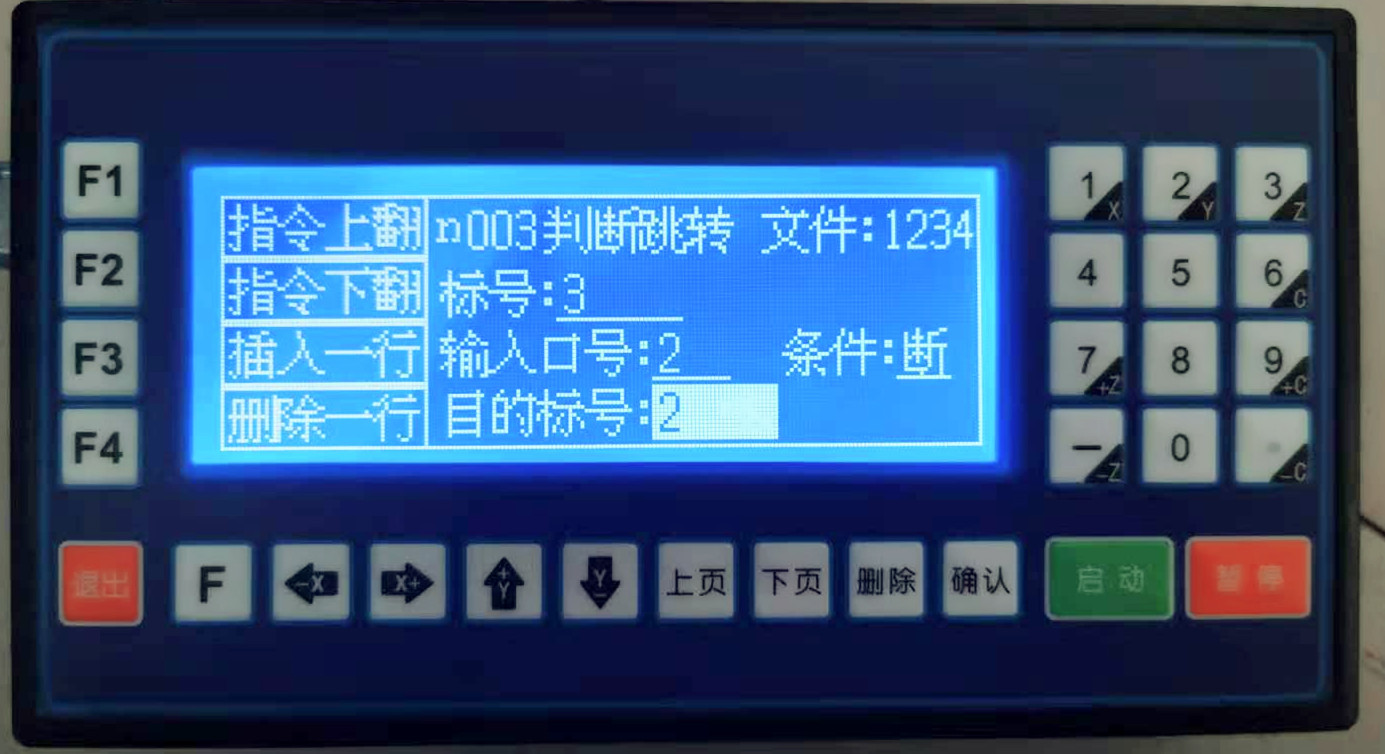 F1
F2
F3
F4
指令上翻
指令下翻
插入一行
删除一行
n003判断跳转 文件:1234
标号:3
输入口号:2 条件:断
目的标号:2
1 X
2 Y
3 Z
4
5
6 C
7 +Z
8
9 +C
— –Z
0
–C
退出
F
–X
X+
+Y
Y–
上页
下页
删除
确认
启动
暂停